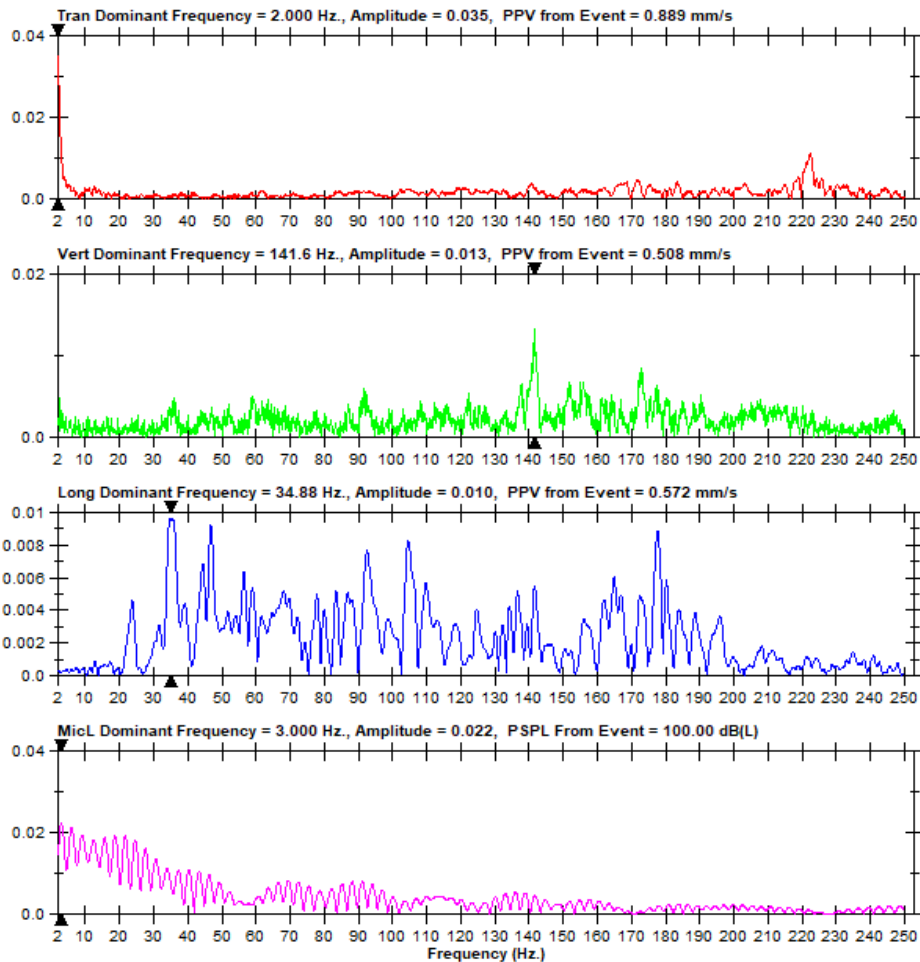 Tran Dominant Frequency = 2.000 Hz., Amplitude = 0.035, PPV from Event = 0.889 mm/s
0.04
0.02
0.0
2 10 20 30 40 50 60 70 80 90 100 110 120 130 140 150 160 170 180 190 200 210 220 230 240 250
Vert Dominant Frequency = 141.6 Hz., Amplitude = 0.013, PPV from Event = 0.508 mm/s
0.02
0.0
2 10 20 30 40 50 60 70 80 90 100 110 120 130 140 150 160 170 180 190 200 210 220 230 240 250
Long Dominant Frequency = 34.88 Hz., Amplitude = 0.010, PPV from Event = 0.572 mm/s
0.01
0.008
0.006
0.004
0.002
0.0
2 10 20 30 40 50 60 70 80 90 100 110 120 130 140 150 160 170 180 190 200 210 220 230 240 250
MicL Dominant Frequency = 3.000 Hz., Amplitude = 0.022, PSPL From Event = 100.00 dB(L)
0.04
0.02
0.0
2 10 20 30 40 50 60 70 80 90 100 110 120 130 140 150 160 170 180 190 200 210 220 230 240 250
Frequency (Hz.)